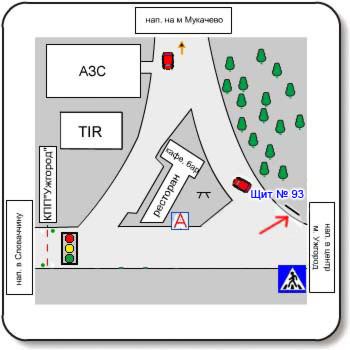 нап. на м Мукачево
АЗС
TIR
КПП"Ужгород"
кафе, бар
ресторан
Щит № 93
А
нап. в Словаччину
нап. в центр
м. Ужгород